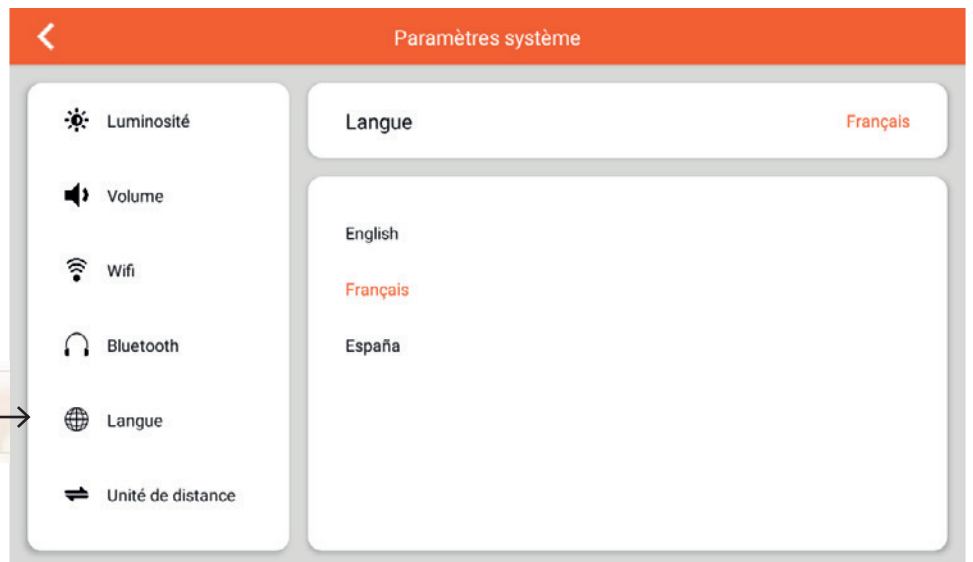 Paramètres système
Luminosité
Volume
Wifi
Bluetooth
Langue
Unité de distance
Langue
Français
English
Français
España